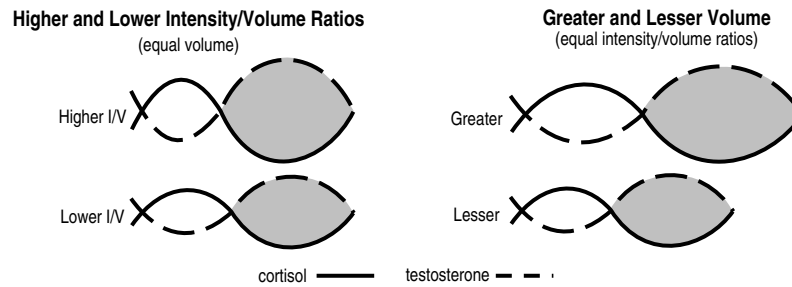 Higher and Lower Intensity/Volume Ratios
(equal volume)
Higher I/V
Lower I/V
Greater and Lesser Volume
(equal intensity/volume ratios)
Greater
Lesser
cortisol
testosterone